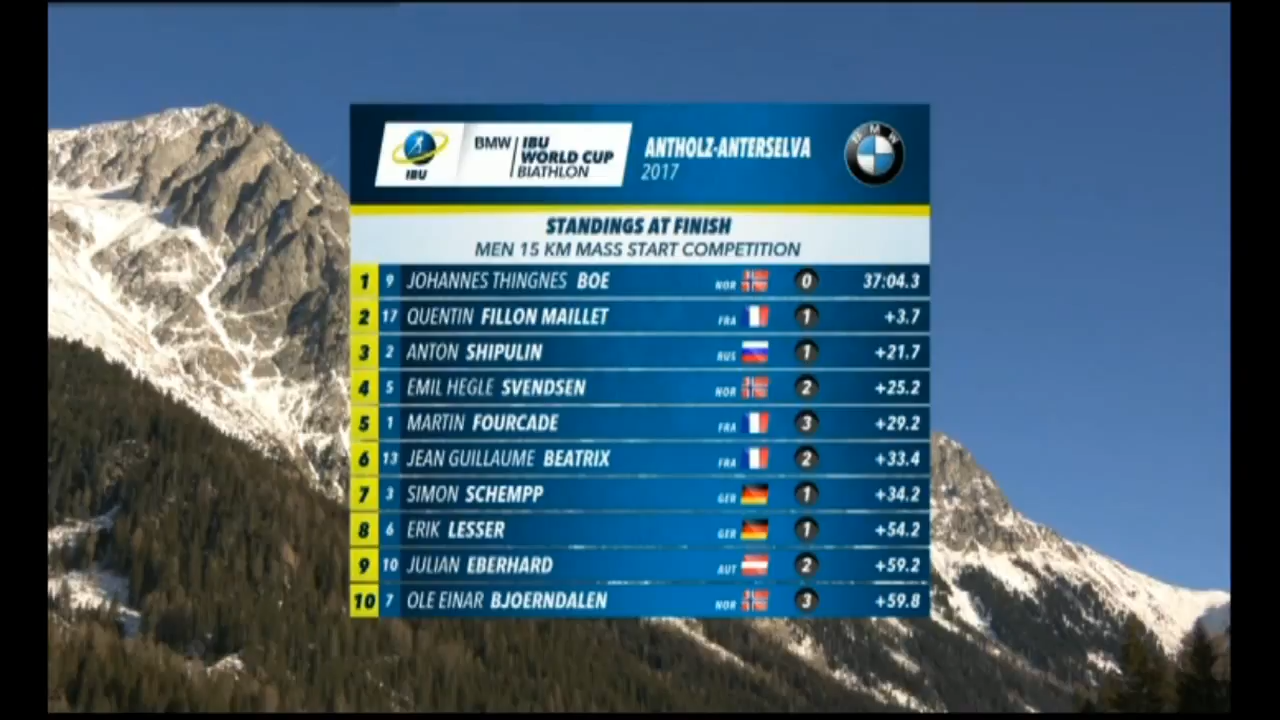 IBU
BMW IBU WORLD CUP BIATHLON
ANTHOLZ-ANTERSELVA
2017
BMW
STANDINGS AT FINISH
MEN 15 KM MASS START COMPETITION
1 9 JOHANNES THINGNES BOE NOR 0 37:04.3
2 17 QUENTIN FILLON MAILLET FRA 1 +3.7
3 2 ANTON SHIPULIN RUS 1 +21.7
4 5 EMIL HEGLE SVENDSEN NOR 2 +25.2
5 1 MARTIN FOURCADE FRA 3 +29.2
6 13 JEAN GUILLAUME BEATRIX FRA 2 +33.4
7 3 SIMON SCHEMPP GER 1 +34.2
8 6 ERIK LESSER GER 1 +54.2
9 10 JULIAN EBERHARD AUT 2 +59.2
10 7 OLE EINAR BJOERNDALEN NOR 3 +59.8